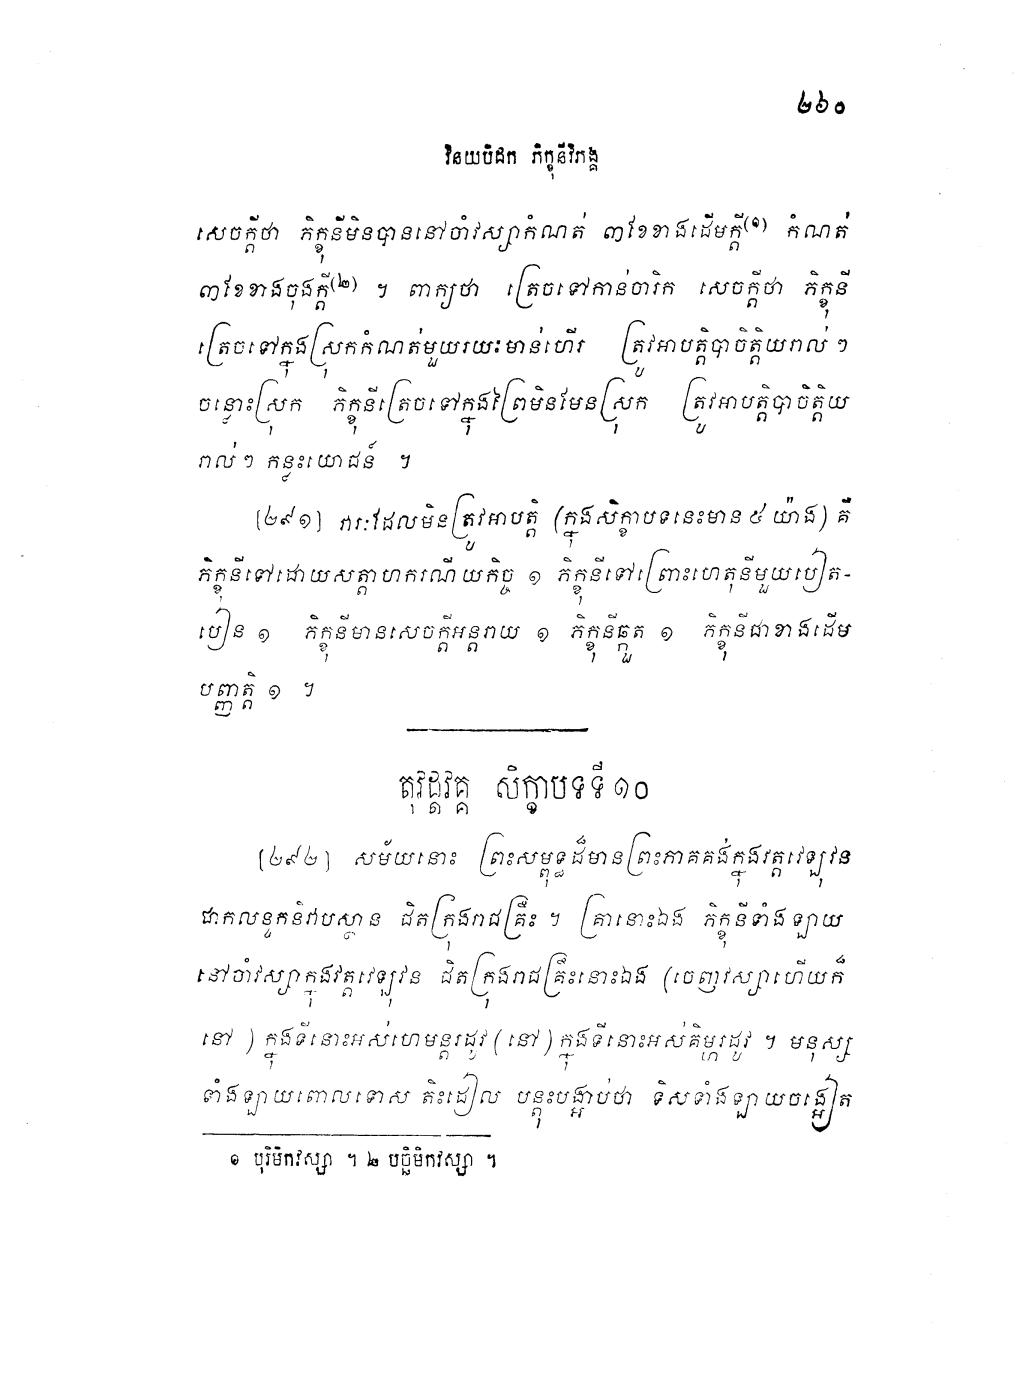 ២៦០
វិនយបិដក ភិក្ខុនីវិភង្គ
សេចក្តីថា ភិក្ខុនីមិនបាននៅចាំវស្សាកំណត់ ៣ខែខាងដើមក្តី(១) កំណត់
៣ខែខាងចុងក្តី(២) ។ ពាក្យថា ត្រេចទៅកាន់ចារិក សេចក្តីថា ភិក្ខុនី
ត្រេចទៅក្នុងស្រុកកំណត់មួយរយះមាន់ហើរ ត្រូវអាបត្តិបាចិត្តិយរាល់ៗ
ចន្លោះស្រុក ភិក្ខុនីត្រេចទៅក្នុងព្រៃមិនមែនស្រុក ត្រូវអាបត្តិបាចិត្តិយ
រាល់ៗ កន្លះយោជន៍ ។
[២៩១] វារៈដែលមិនត្រូវអាបត្តិ (ក្នុងសិក្ខាបទនេះមាន ៥ យ៉ាង) គឺ
ភិក្ខុនីទៅដោយសត្តាហករណីយកិច្ច ១ ភិក្ខុនីទៅព្រោះហេតុនីមួយបៀត-
បៀន ១ ភិក្ខុនីមានសេចក្តីអន្តរាយ ១ ភិក្ខុនីឆ្កួត ១ ភិក្ខុនីជាខាងដើម
បញ្ញត្តិ ១ ។
តុវដ្តវគ្គ សិក្ខាបទទី ១០
[២៩២] សម័យនោះ ព្រះសម្ពុទ្ធដ៏មានព្រះភាគគង់ក្នុងវត្តវេឡុវន
ជាកលន្ទកនិវាបស្ថាន ជិតក្រុងរាជគ្រឹះ ។ គ្រានោះឯង ភិក្ខុនីទាំងឡាយ
នៅចាំវស្សាក្នុងវត្តវេឡុវន ជិតក្រុងរាជគ្រឹះនោះឯង (ចេញវស្សាហើយក៏
នៅ ) ក្នុងទីនោះអស់ហេមន្តរដូវ ( នៅ ) ក្នុងទីនោះអស់គិម្ហរដូវ ។ មនុស្ស
ទាំងឡាយពោលទោស តិះដៀល បន្តុះបង្អាប់ថា ទិសទាំងឡាយចង្អៀត
១ បុរិមិកវស្សា ។ ២ បច្ឆិមិកវស្សា ។